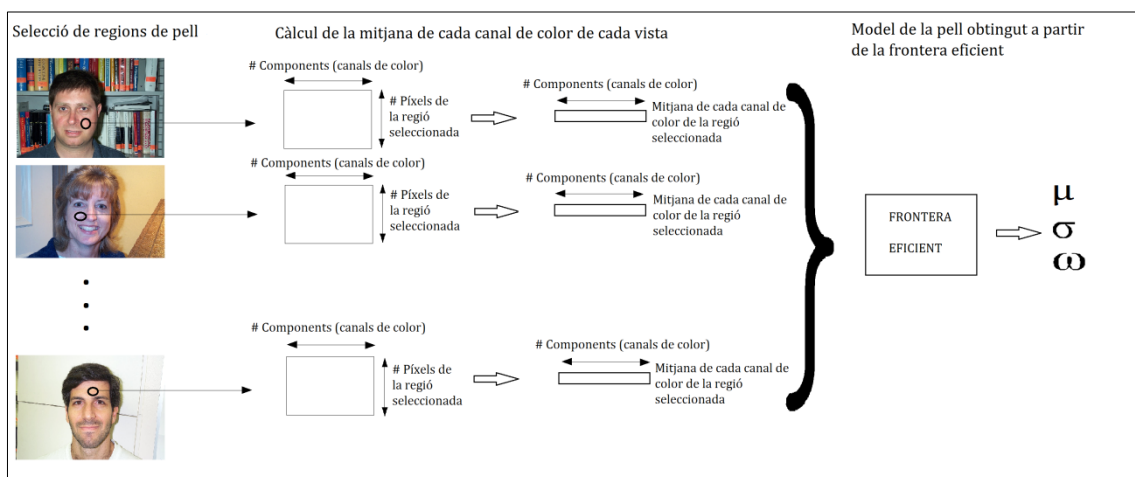 Selecció de regions de pell
Càlcul de la mitjana de cada canal de color de cada vista
Model de la pell obtingut a partir
de la frontera eficient
# Components (canals de color)
# Píxels de
la regió
seleccionada
# Components (canals de color)
Mitjana de cada canal de
color de la regió
seleccionada
# Components (canals de color)
# Píxels de
la regió
seleccionada
# Components (canals de color)
Mitjana de cada canal de
color de la regió
seleccionada
# Components (canals de color)
# Píxels de
la regió
seleccionada
# Components (canals de color)
Mitjana de cada canal de
color de la regió
seleccionada
FRONTERA
EFICIENT
μ
σ
ω